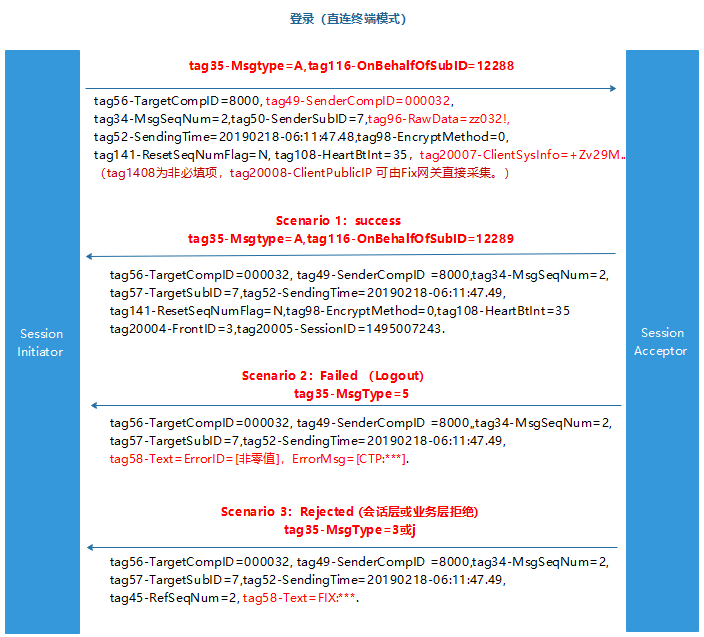 登录（直连终端模式）
tag35-Msgtype=A,tag116-OnBehalfOfSubID=12288
tag56-TargetCompID=8000, tag49-SenderCompID=000032,
tag34-MsgSeqNum=2,tag50-SenderSubID=7,tag96-RawData=zz032!,
tag52-SendingTime=20190218-06:11:47.48,tag98-EncryptMethod=0,
tag141-ResetSeqNumFlag=N, tag108-HeartBtInt=35，tag20007-ClientSysInfo=+Zv29M..
（tag1408为非必填项，tag20008-ClientPublicIP 可由Fix网关直接采集。）
Scenario 1：success
tag35-Msgtype=A,tag116-OnBehalfOfSubID=12289
tag56-TargetCompID=000032, tag49-SenderCompID =8000,tag34-MsgSeqNum=2,
tag57-TargetSubID=7,tag52-SendingTime=20190218-06:11:47.49,
tag141-ResetSeqNumFlag=N,tag98-EncryptMethod=0,tag108-HeartBtInt=35
tag20004-FrontID=3,tag20005-SessionID=1495007243.
Session
Initiator
Session
Acceptor
Scenario 2：Failed （Logout)
tag35-MsgType=5
tag56-TargetCompID=000032, tag49-SenderCompID =8000,,tag34-MsgSeqNum=2,
tag57-TargetSubID=7,tag52-SendingTime=20190218-06:11:47.49,
tag58-Text=ErrorID=[非零值]，ErrorMsg=[CTP:***].
Scenario 3：Rejected (会话层或业务层拒绝)
tag35-MsgType=3或j
tag56-TargetCompID=000032, tag49-SenderCompID =8000,tag34-MsgSeqNum=2,
tag57-TargetSubID=7,tag52-SendingTime=20190218-06:11:47.49,
tag45-RefSeqNum=2, tag58-Text=FIX:***.